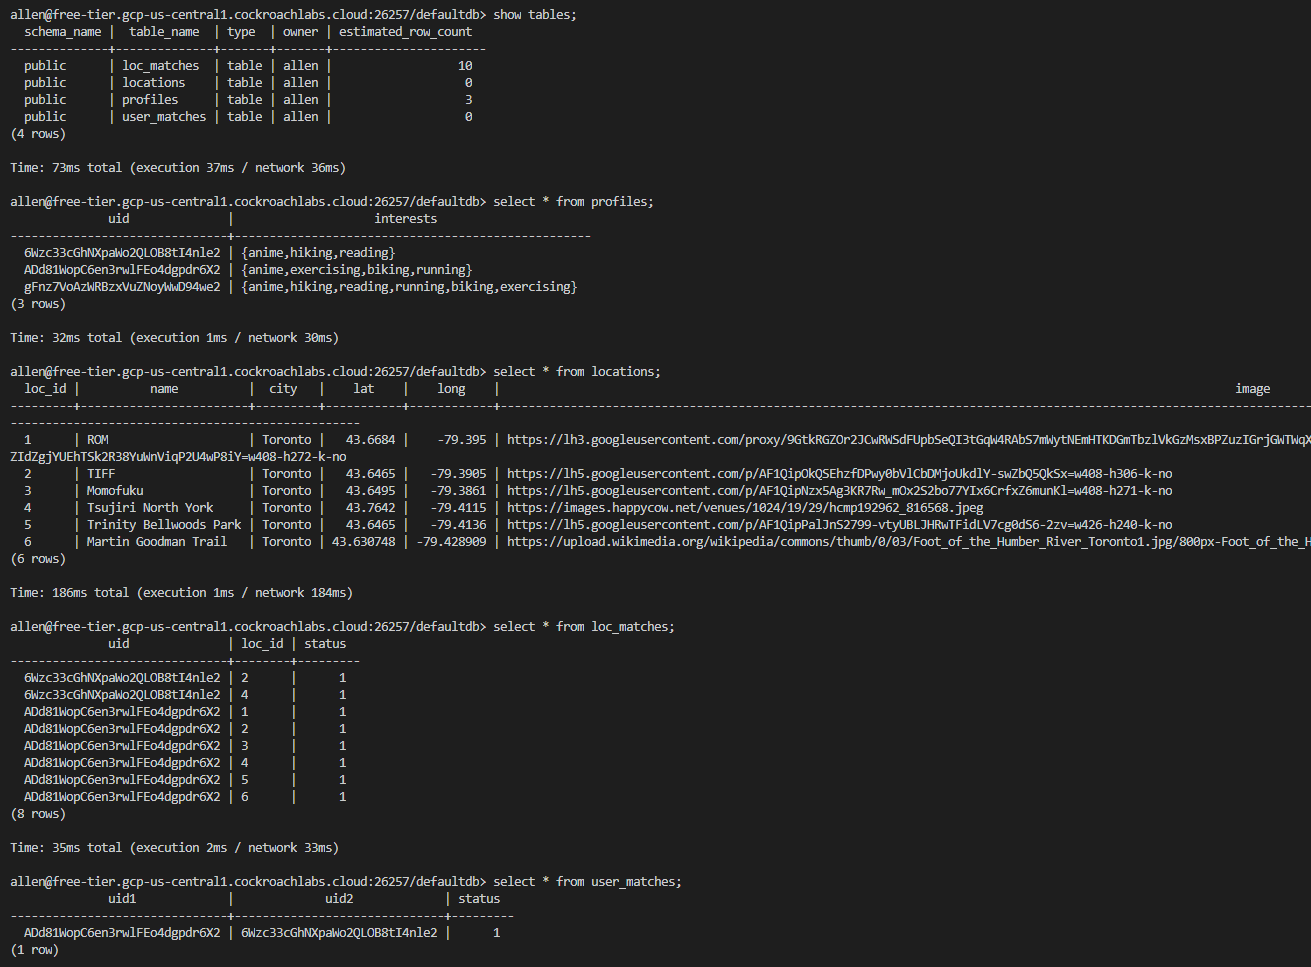 allen@free-tier.gcp-us-central1.cockroachlabs.cloud:26257/defaultdb> show tables;
  schema_name |  table_name  | type  | owner | estimated_row_count
--------------+--------------+-------+-------+----------------------
  public      | loc_matches  | table | allen |                  10
  public      | locations    | table | allen |                   0
  public      | profiles     | table | allen |                   3
  public      | user_matches | table | allen |                   0
(4 rows)

Time: 73ms total (execution 37ms / network 36ms)

allen@free-tier.gcp-us-central1.cockroachlabs.cloud:26257/defaultdb> select * from profiles;
              uid              |                    interests
-------------------------------+---------------------------------------------------
  6Wzc33cGhNXpaWo2QLOB8tI4nle2 | {anime,hiking,reading}
  ADd81WopC6en3rwlFEo4dgpdr6X2 | {anime,exercising,biking,running}
  gFnz7VoAzWRBzxVuZNoyWwD94we2 | {anime,hiking,reading,running,biking,exercising}
(3 rows)

Time: 32ms total (execution 1ms / network 30ms)

allen@free-tier.gcp-us-central1.cockroachlabs.cloud:26257/defaultdb> select * from locations;
  loc_id |          name          |  city   |    lat    |    long    |                                                                                                         image
---------+------------------------+---------+-----------+------------+--------------------------------------------------------------------------------------------------------------------
--------------------------------------------------
  1      | ROM                    | Toronto |   43.6684 |    -79.395 | https://lh3.googleusercontent.com/proxy/9GtkRGZOr2JCwRWSdFUpbSeQI3tGqW4RAbS7mWytNEmHTKDGmTbzlVkGzMsxBPZuzIGrjGWTWqX
ZIdZgjYUEhTSk2R38YuWnViqP2U4wP8iY=w408-h272-k-no
  2      | TIFF                   | Toronto |   43.6465 |   -79.3905 | https://lh5.googleusercontent.com/p/AF1QipOkQSEhzfDPwy0bVlCbDMjoUkdlY-swZbQ5QkSx=w408-h306-k-no
  3      | Momofuku               | Toronto |   43.6495 |   -79.3861 | https://lh5.googleusercontent.com/p/AF1QipNzx5Ag3KR7Rw_mOx2S2bo77YIx6CrfxZ6munKl=w408-h271-k-no
  4      | Tsujiri North York     | Toronto |   43.7642 |   -79.4115 | https://images.happycow.net/venues/1024/19/29/hcmp192962_816568.jpeg
  5      | Trinity Bellwoods Park | Toronto |   43.6465 |   -79.4136 | https://lh5.googleusercontent.com/p/AF1QipPalJnS2799-vtyUBLJHRwTFidLV7cg0dS6-2zv=w426-h240-k-no
  6      | Martin Goodman Trail   | Toronto | 43.630748 | -79.428909 | https://upload.wikimedia.org/wikipedia/commons/thumb/0/03/Foot_of_the_Humber_River_Toronto1.jpg/800px-Foot_of_the_H
(6 rows)

Time: 186ms total (execution 1ms / network 184ms)

allen@free-tier.gcp-us-central1.cockroachlabs.cloud:26257/defaultdb> select * from loc_matches;
              uid              | loc_id | status
-------------------------------+--------+---------
  6Wzc33cGhNXpaWo2QLOB8tI4nle2 | 2      |      1
  6Wzc33cGhNXpaWo2QLOB8tI4nle2 | 4      |      1
  ADd81WopC6en3rwlFEo4dgpdr6X2 | 1      |      1
  ADd81WopC6en3rwlFEo4dgpdr6X2 | 2      |      1
  ADd81WopC6en3rwlFEo4dgpdr6X2 | 3      |      1
  ADd81WopC6en3rwlFEo4dgpdr6X2 | 4      |      1
  ADd81WopC6en3rwlFEo4dgpdr6X2 | 5      |      1
  ADd81WopC6en3rwlFEo4dgpdr6X2 | 6      |      1
(8 rows)

Time: 35ms total (execution 2ms / network 33ms)

allen@free-tier.gcp-us-central1.cockroachlabs.cloud:26257/defaultdb> select * from user_matches;
              uid1             |             uid2             | status
-------------------------------+------------------------------+---------
  ADd81WopC6en3rwlFEo4dgpdr6X2 | 6Wzc33cGhNXpaWo2QLOB8tI4nle2 |      1
(1 row)